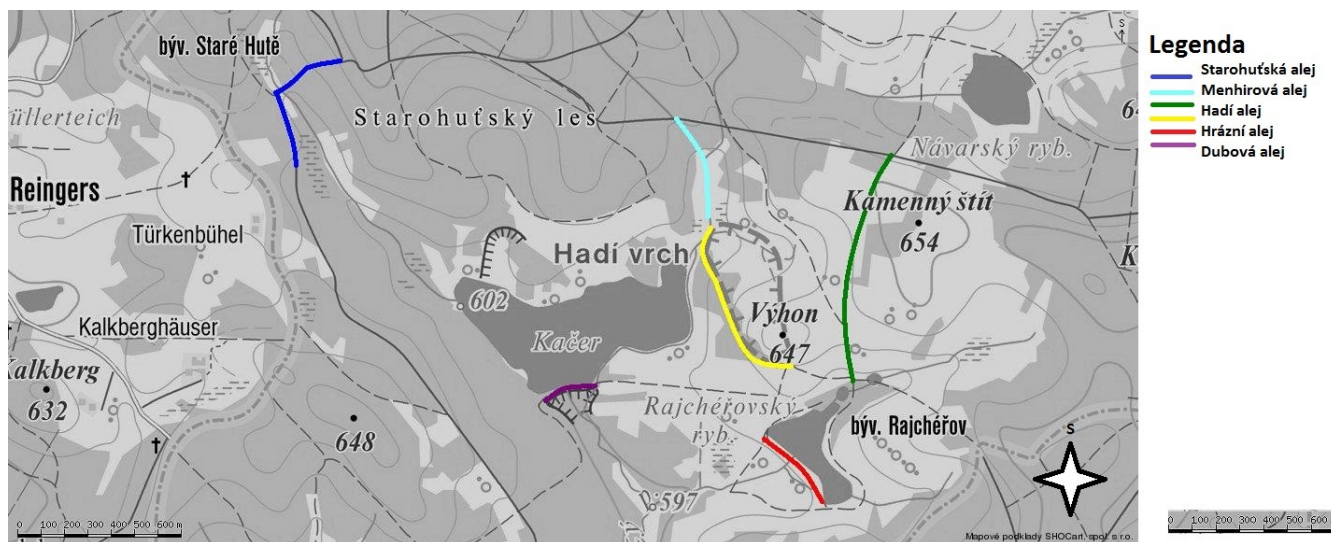 býv. Staré Hutě
S
Legenda
Starohuťská alej
Menhirová alej
Hadí alej
Hrázní alej
Dubová alej
Starohuťský les
üllerteich
Návarský ryb.
Reingers
Kamenný štít
654
Türkenbühel
Hadí vrch
602
Výhon
647
Kačer
Kalkberghäuser
Kalkberg
632
Rajchéřovský
ryb.
býv. Rajchéřov
648
S
597
0 100 200 300 400 500 600 m
Mapové podklady SHOCart, spol. s r.o.
0 100 200 300 400 500 600